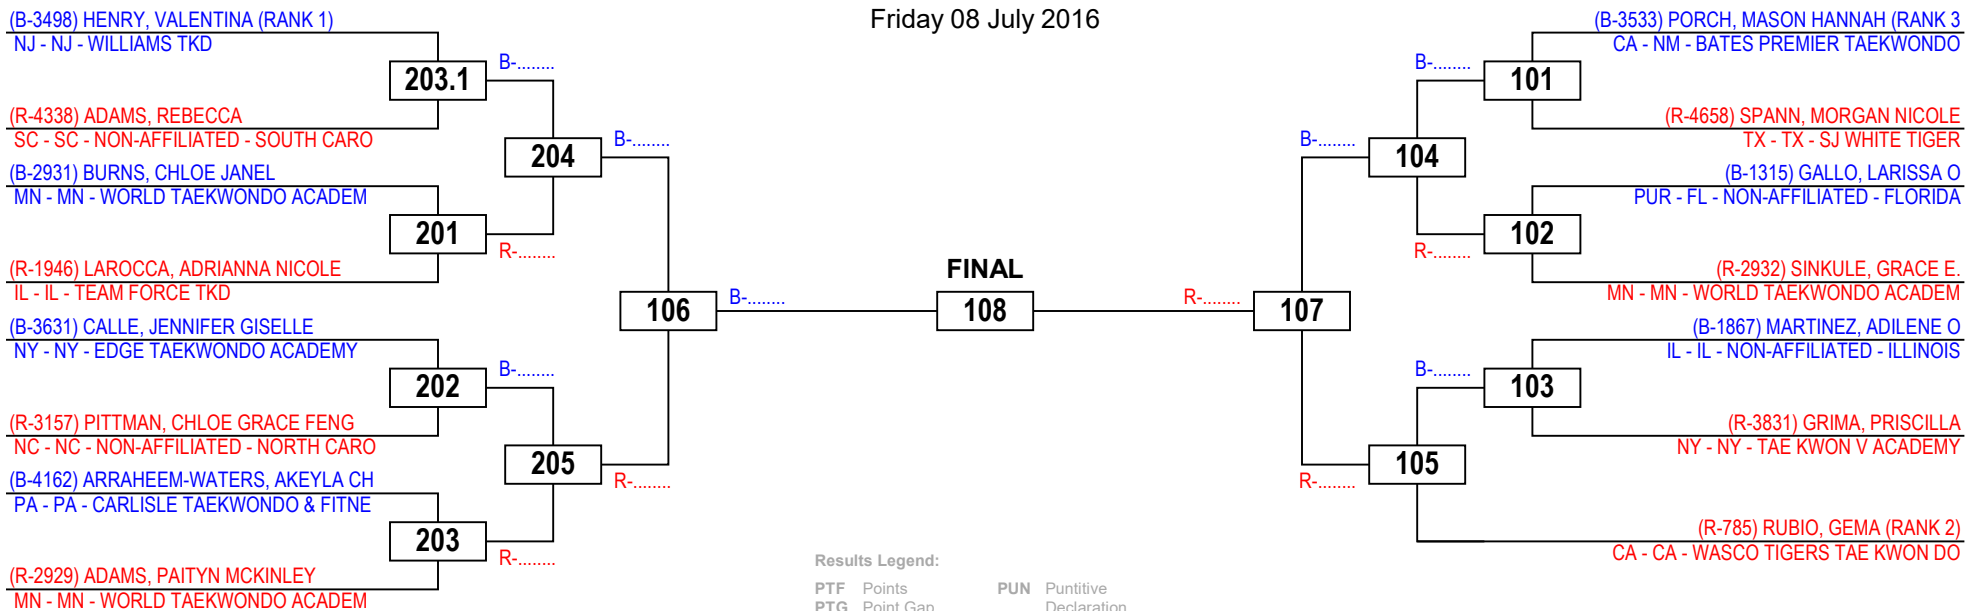 Friday 08 July 2016
(B-3498) HENRY, VALENTINA (RANK 1)
NJ - NJ - WILLIAMS TKD
203.1
B-........
(R-4338) ADAMS, REBECCA
SC - SC - NON-AFFILIATED - SOUTH CARO
204
B-........
(B-2931) BURNS, CHLOE JANEL
MN - MN - WORLD TAEKWONDO ACADEM
201
R-........
(R-1946) LAROCCA, ADRIANNA NICOLE
IL - IL - TEAM FORCE TKD
106
B-........
(B-3631) CALLE, JENNIFER GISELLE
NY - NY - EDGE TAEKWONDO ACADEMY
202
B-........
(R-3157) PITTMAN, CHLOE GRACE FENG
NC - NC - NON-AFFILIATED - NORTH CARO
205
R-........
(B-4162) ARRAHEEM-WATERS, AKEYLA CH
PA - PA - CARLISLE TAEKWONDO & FITNE
203
R-........
(R-2929) ADAMS, PAITYN MCKINLEY
MN - MN - WORLD TAEKWONDO ACADEM
FINAL
108
(B-3533) PORCH, MASON HANNAH (RANK 3
CA - NM - BATES PREMIER TAEKWONDO
B-........
101
(R-4658) SPANN, MORGAN NICOLE
TX - TX - SJ WHITE TIGER
B-........
104
(B-1315) GALLO, LARISSA O
PUR - FL - NON-AFFILIATED - FLORIDA
R-........
102
(R-2932) SINKULE, GRACE E.
MN - MN - WORLD TAEKWONDO ACADEM
R-........
107
(B-1867) MARTINEZ, ADILENE O
IL - IL - NON-AFFILIATED - ILLINOIS
B-........
103
(R-3831) GRIMA, PRISCILLA
NY - NY - TAE KWON V ACADEMY
R-........
105
(R-785) RUBIO, GEMA (RANK 2)
CA - CA - WASCO TIGERS TAE KWON DO
Results Legend:
PTF Points
PTG Point Gap
PUN Puntitive
Declaration